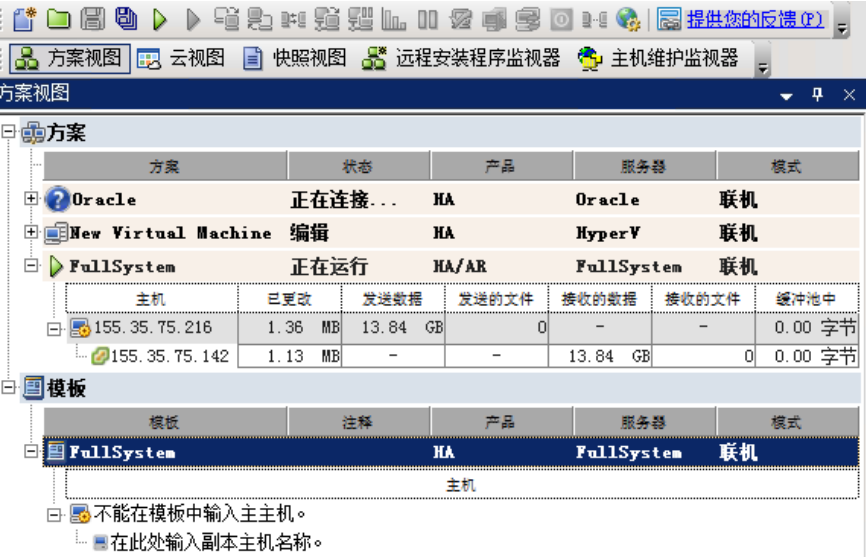 提供您的反馈(P)
方案视图 云视图 快照视图 远程安装程序监视器 主机维护监视器
方案视图
方案
方案 状态 产品 服务器 模式
Oracle 正在连接... HA Oracle 联机
New Virtual Machine 编辑 HA HyperV 联机
FullSystem 正在运行 HA/AR FullSystem 联机
主机 已更改 发送数据 发送的文件 接收的数据 接收的文件 缓冲池中
155.35.75.216 1.36 MB 13.84 GB 0 - - 0.00 字节
155.35.75.142 1.13 MB - - 13.84 GB 0 0.00 字节
模板
模板 注释 产品 服务器 模式
FullSystem HA FullSystem 联机
主机
不能在模板中输入主主机。
在此处输入副本主机名称。